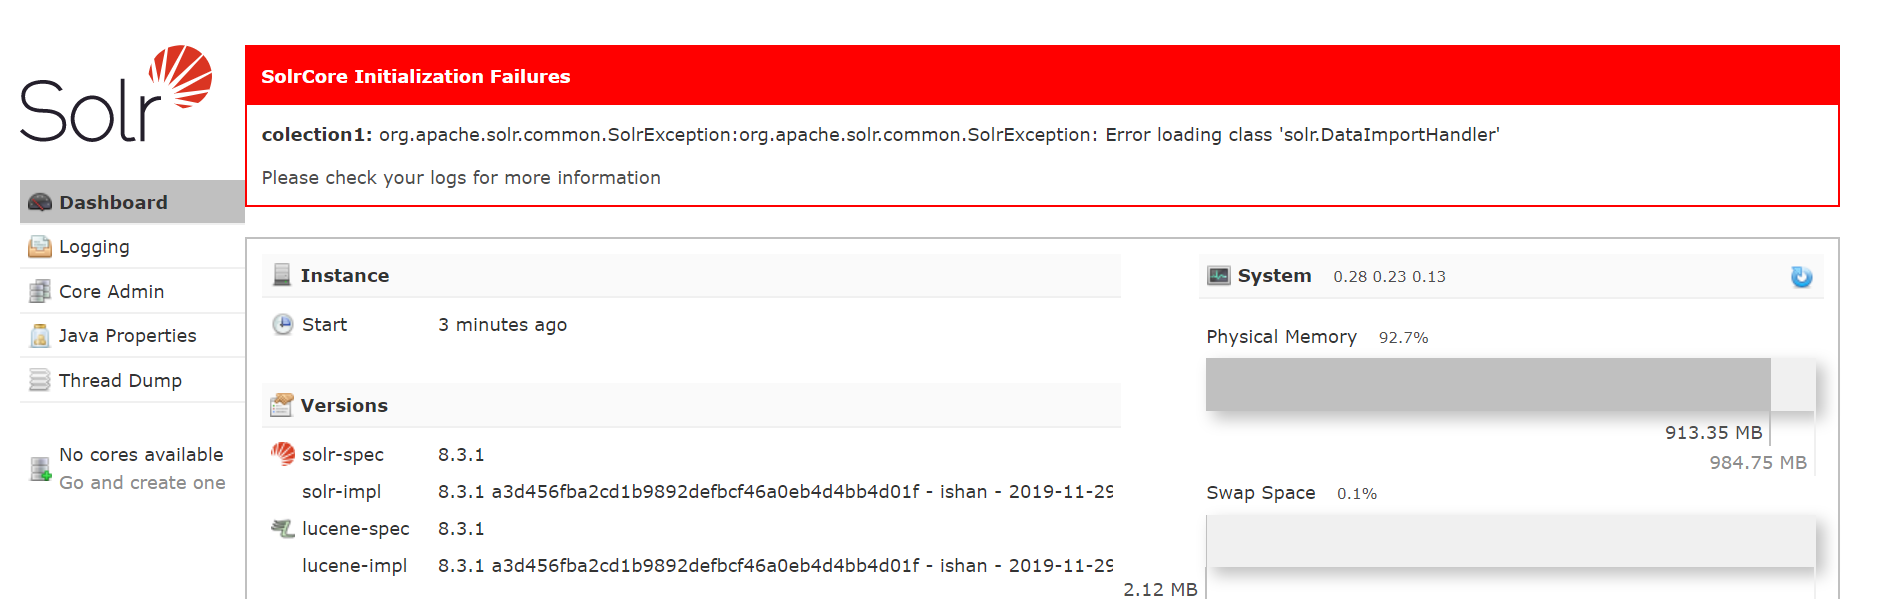 Solr
SolrCore Initialization Failures
colection1: org.apache.solr.common.SolrException:org.apache.solr.common.SolrException: Error loading class 'solr.DataImportHandler'
Please check your logs for more information
Dashboard
Logging
Core Admin
Java Properties
Thread Dump
No cores available
Go and create one
Instance
Start 3 minutes ago
Versions
solr-spec 8.3.1
solr-impl 8.3.1 a3d456fba2cd1b9892defbcf46a0eb4d4bb4d01f - ishan - 2019-11-29
lucene-spec 8.3.1
lucene-impl 8.3.1 a3d456fba2cd1b9892defbcf46a0eb4d4bb4d01f - ishan - 2019-11-29
System 0.28 0.23 0.13
Physical Memory 92.7%
913.35 MB
984.75 MB
Swap Space 0.1%
2.12 MB